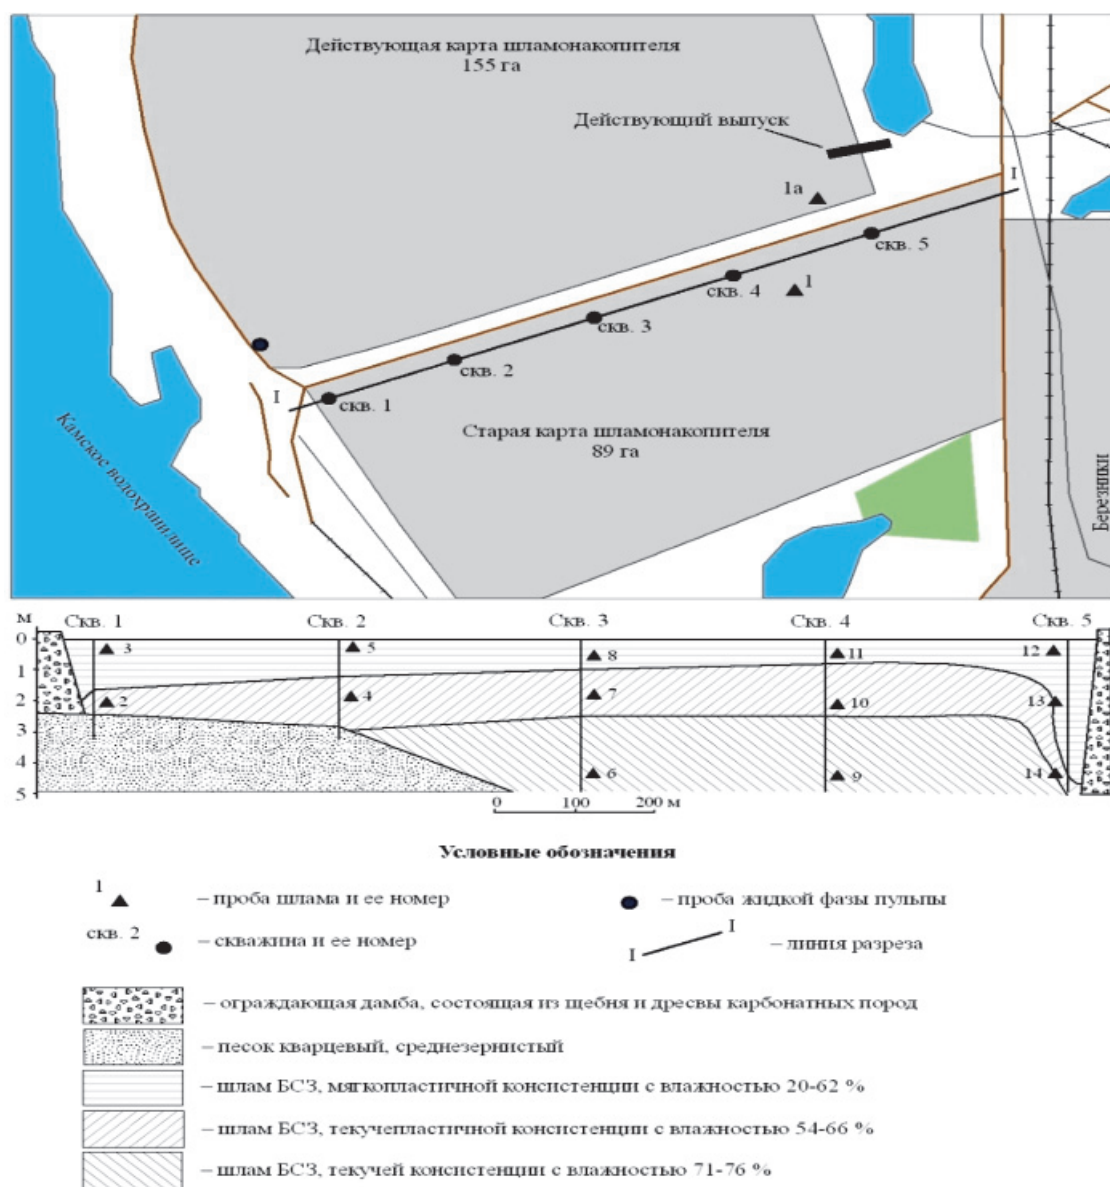 Действующая карта шламонакопителя
155 га
Действующий выпуск
1а
I
скв. 5
1
скв. 4
скв. 3
скв. 2
I
скв. 1
Старая карта шламонакопителя
89 га
Камское водохранилище
Березники
м
Скв. 1
Скв. 2
Скв. 3
Скв. 4
Скв. 5
0
3
5
8
11
12
1
2
2
4
7
10
13
3
4
6
9
14
5
0
100
200 м
Условные обозначения
1
– проба шлама и ее номер
– проба жидкой фазы пульпы
скв. 2
– скважина и ее номер
I
I
– линия разреза
– ограждающая дамба, состоящая из щебня и дресвы карбонатных пород
– песок кварцевый, среднезернистый
– шлам БСЗ, мягкопластичной консистенции с влажностью 20-62 %
– шлам БСЗ, текучепластичной консистенции с влажностью 54-66 %
– шлам БСЗ, текучей консистенции с влажностью 71-76 %